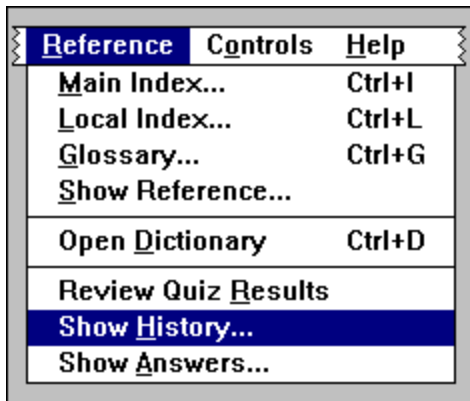 Reference Controls Help
Main Index... Ctrl+I
Local Index... Ctrl+L
Glossary... Ctrl+G
Show Reference...
Open Dictionary Ctrl+D
Review Quiz Results
Show History...
Show Answers...